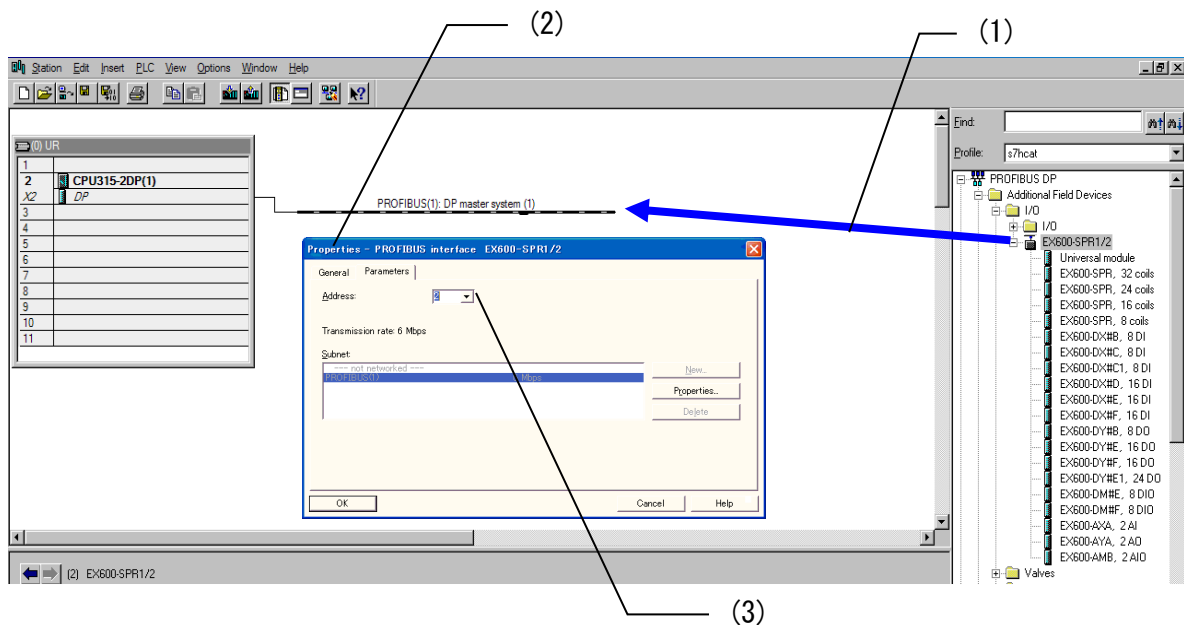 (2)
(1)
Station Edit Insert PLC View Options Window Help
Find:
Profile: s7hcat
(0) UR
1
2 CPU315-2DP(1)
X2 DP
3
4
5
6
7
8
9
10
11
PROFIBUS(1): DP master system (1)
Properties - PROFIBUS interface EX600-SPR1/2
General Parameters
Address: 2
Transmission rate: 6 Mbps
Subnet:
--- not networked ---
PROFIBUS(1) Mbps
New...
Properties...
Delete
OK Cancel Help
PROFIBUS DP
Additional Field Devices
I/O
I/O
EX600-SPR1/2
Universal module
EX600-SPR, 32 coils
EX600-SPR, 24 coils
EX600-SPR, 16 coils
EX600-SPR, 8 coils
EX600-DX#B, 8 DI
EX600-DX#C, 8 DI
EX600-DX#C1, 8 DI
EX600-DX#D, 16 DI
EX600-DX#E, 16 DI
EX600-DX#F, 16 DI
EX600-DY#B, 8 DO
EX600-DY#E, 16 DO
EX600-DY#F, 16 DO
EX600-DY#E1, 24 DO
EX600-DM#E, 8 DIO
EX600-DM#F, 8 DIO
EX600-AXA, 2 AI
EX600-AYA, 2 AO
EX600-AMB, 2 AIO
Valves
(2) EX600-SPR1/2
(3)